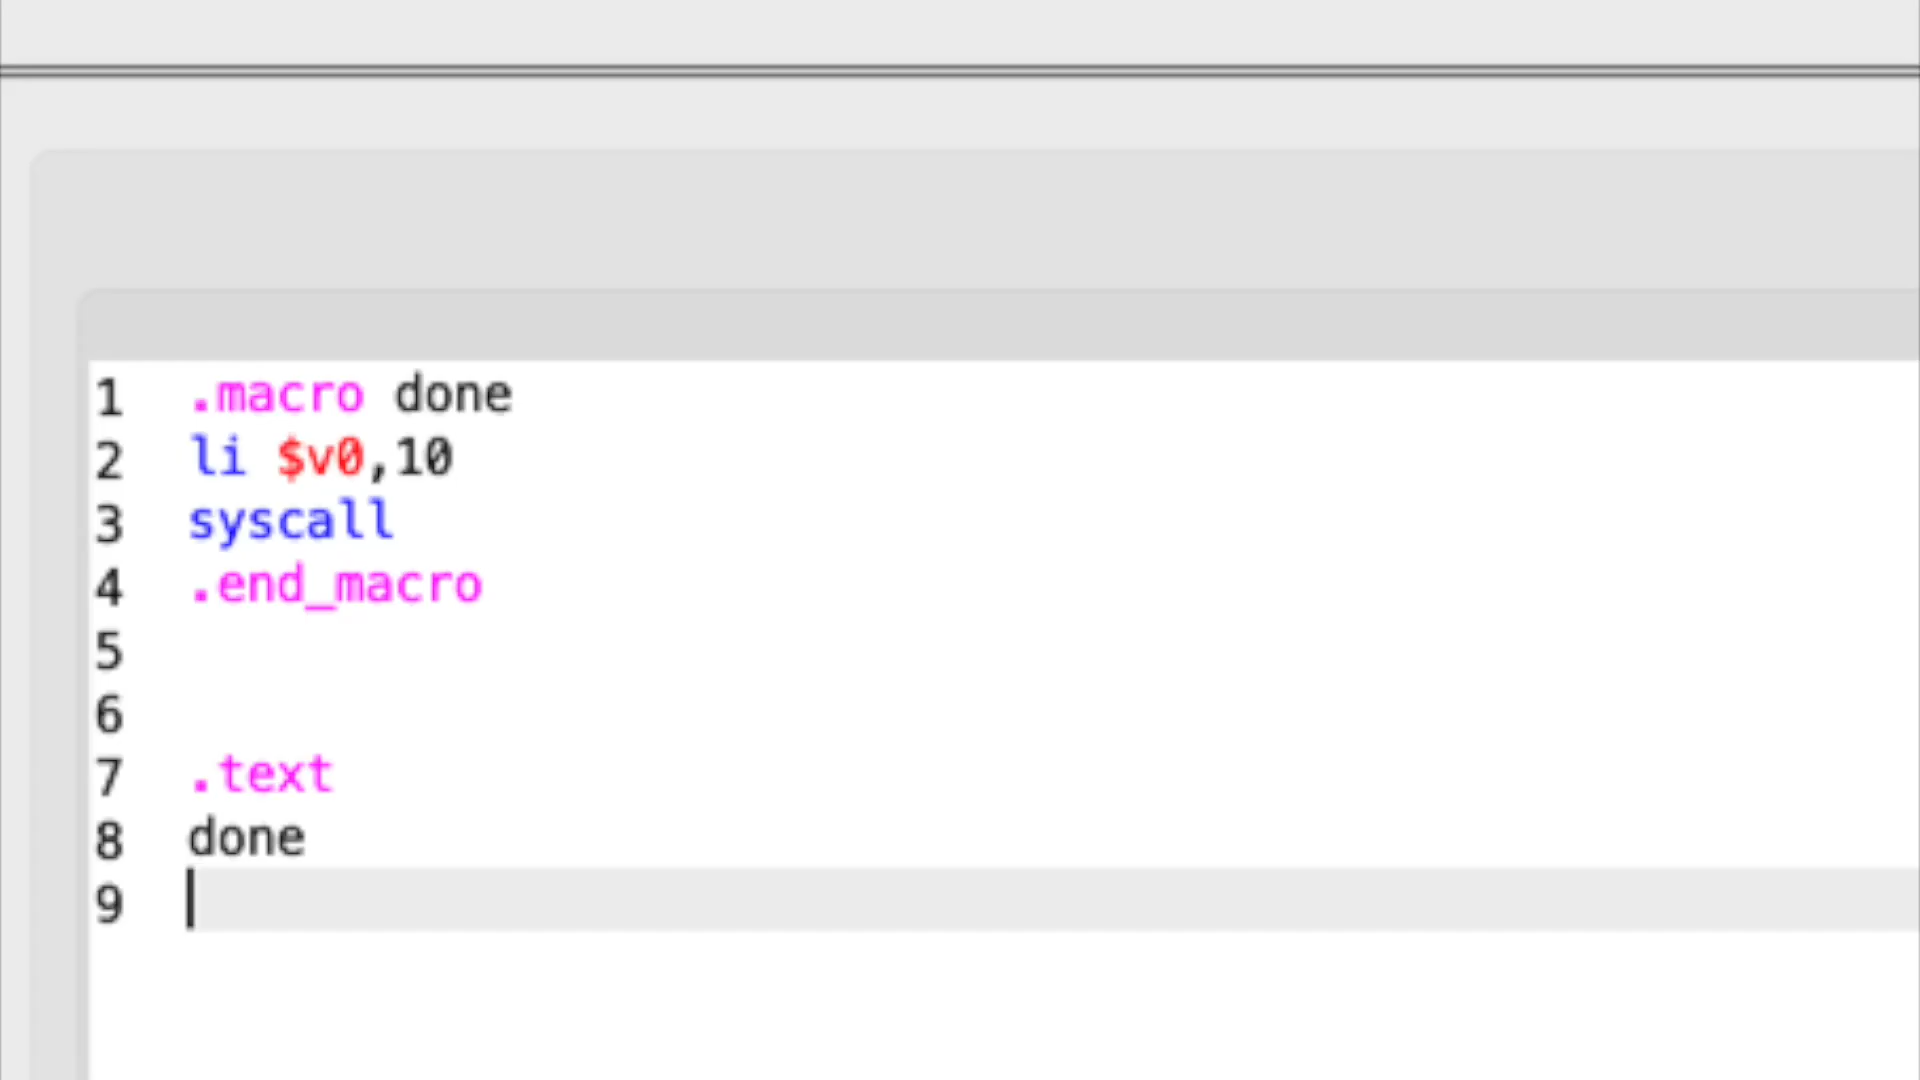 1 .macro done
2 li $v0,10
3 syscall
4 .end_macro
5
6
7 .text
8 done
9